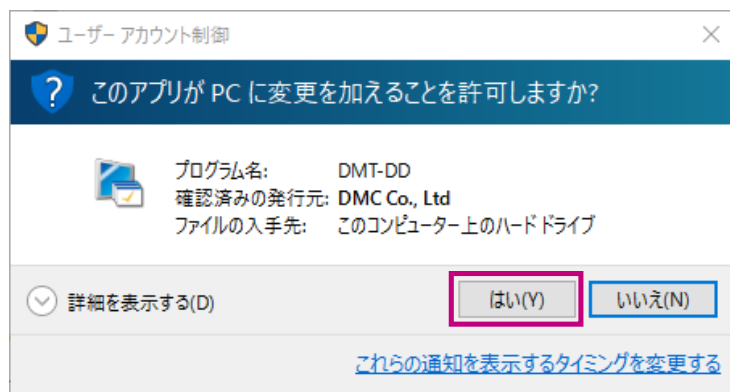 ユーザー アカウント制御
このアプリが PC に変更を加えることを許可しますか?
プログラム名: DMT-DD
確認済みの発行元: DMC Co., Ltd
ファイルの入手先: このコンピューター上のハード ドライブ
詳細を表示する(D) はい(Y) いいえ(N)
これらの通知を表示するタイミングを変更する